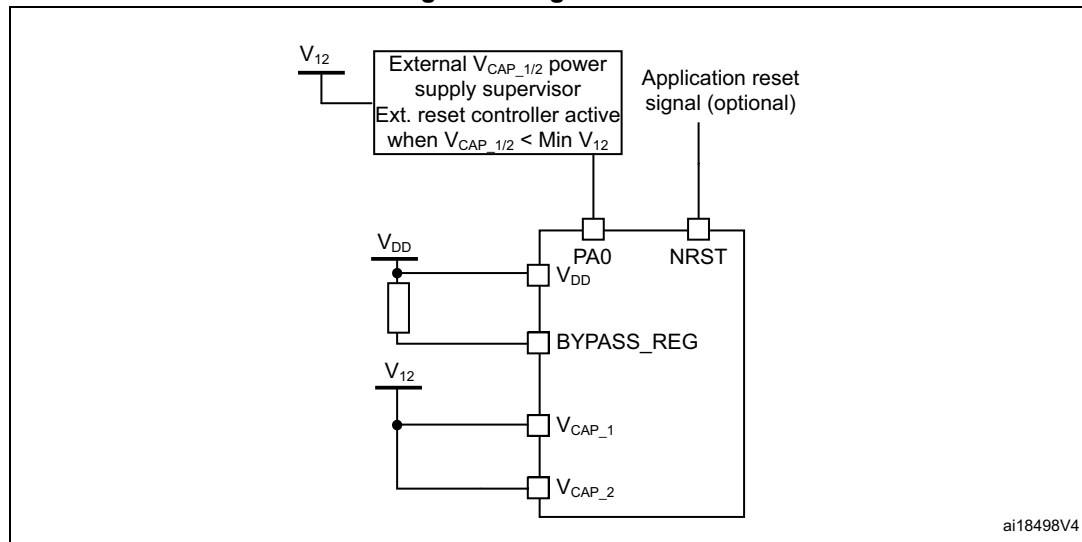 V12
External VCAP_1/2 power
supply supervisor
Ext. reset controller active
when VCAP_1/2 < Min V12
Application reset
signal (optional)
PA0
NRST
VDD
VDD
BYPASS_REG
V12
VCAP_1
VCAP_2
ai18498V4